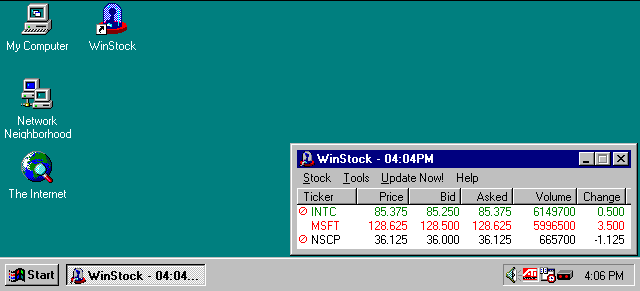 My Computer
WinStock
Network
Neighborhood
The Internet
WinStock - 04:04PM
Stock Tools Update Now! Help
Ticker Price Bid Asked Volume Change
INTC 85.375 85.250 85.375 6149700 0.500
MSFT 128.625 128.500 128.625 5996500 3.500
NSCP 36.125 36.000 36.125 665700 -1.125
Start WinStock - 04:04... ATI 4:06 PM